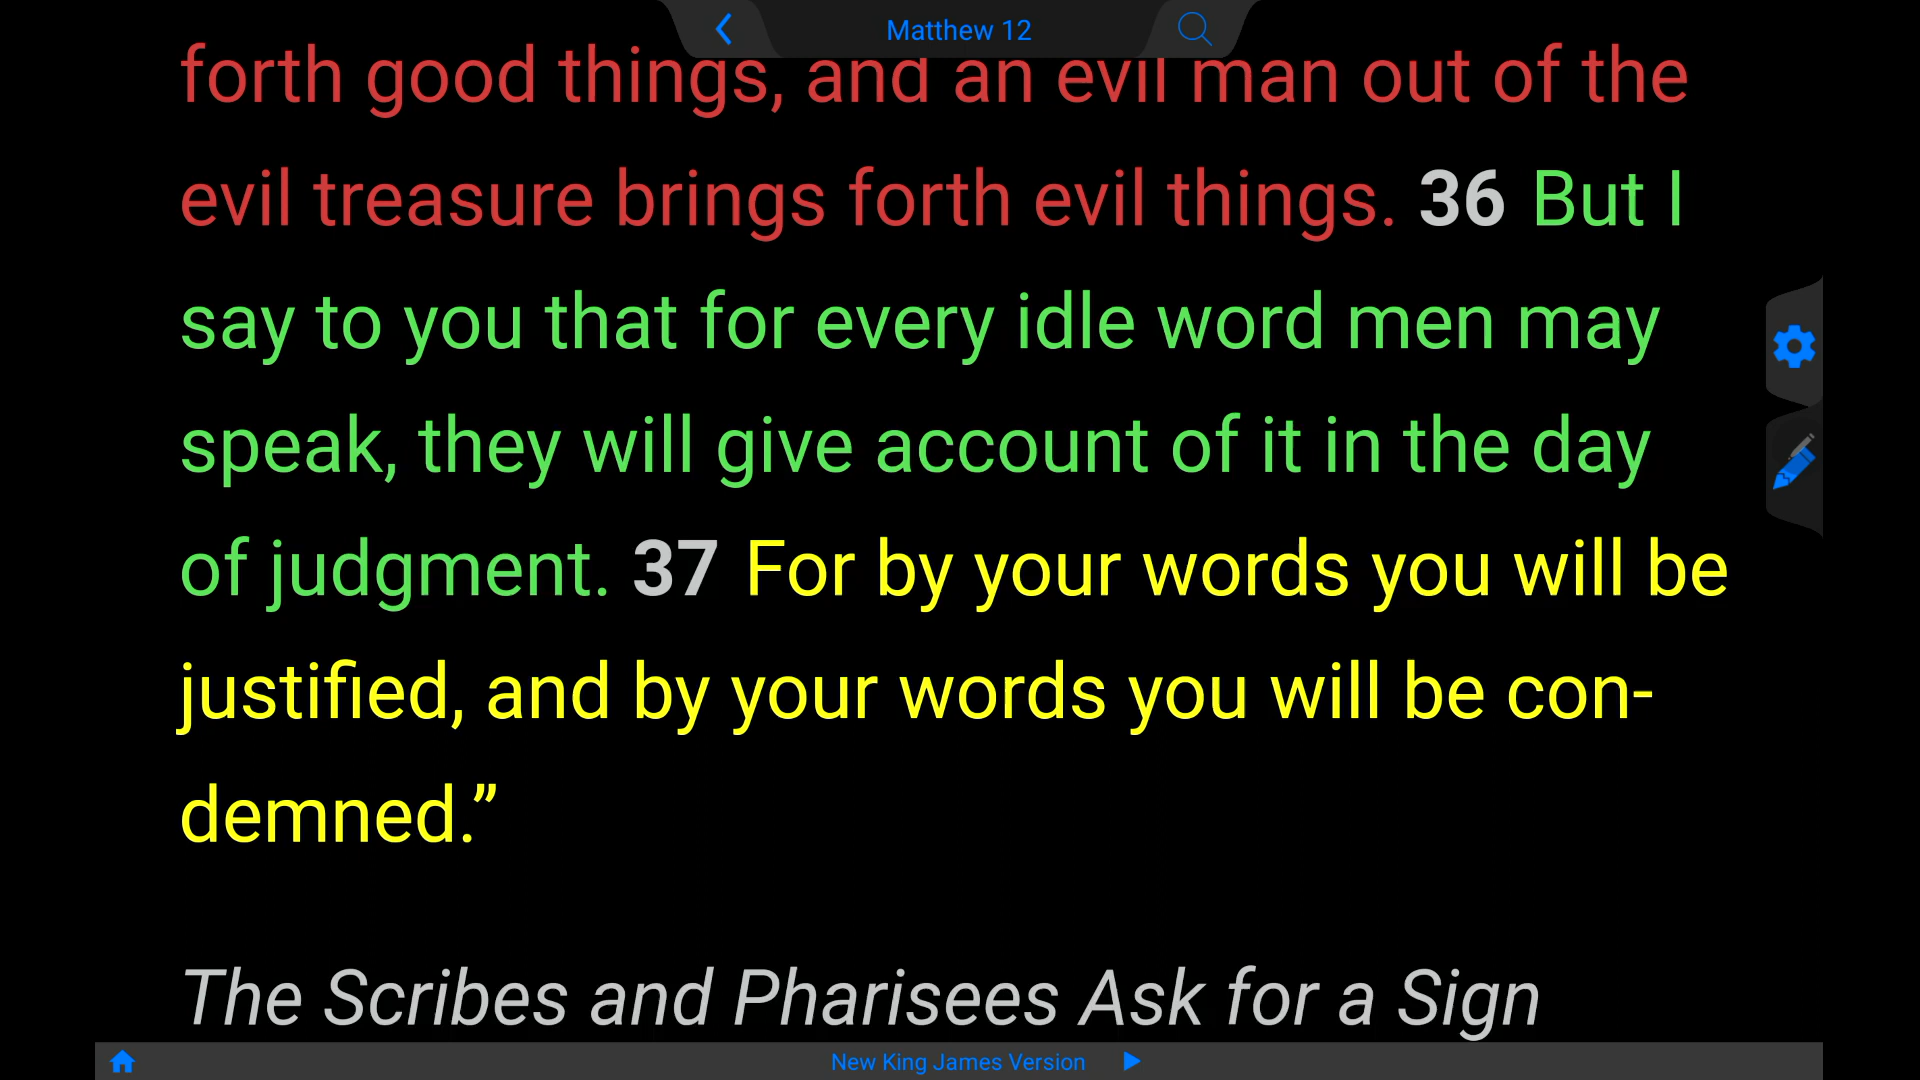 Matthew 12
forth good things, and an evil man out of the
evil treasure brings forth evil things. 36 But I
say to you that for every idle word men may
speak, they will give account of it in the day
of judgment. 37 For by your words you will be
justified, and by your words you will be con-
demned.”
The Scribes and Pharisees Ask for a Sign
New King James Version